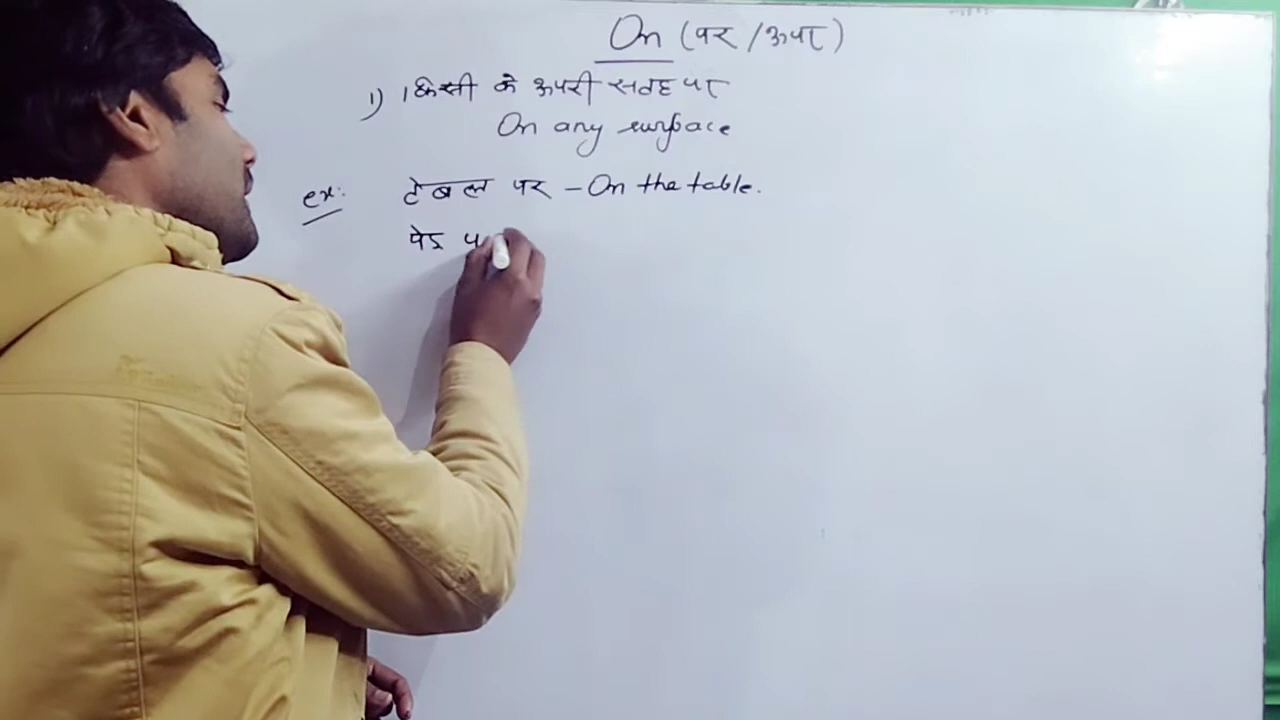 On (पर / ऊपर)
1) किसी के ऊपरी सतह पर
On any surface
ex: टेबल पर - On the table.
पेड़